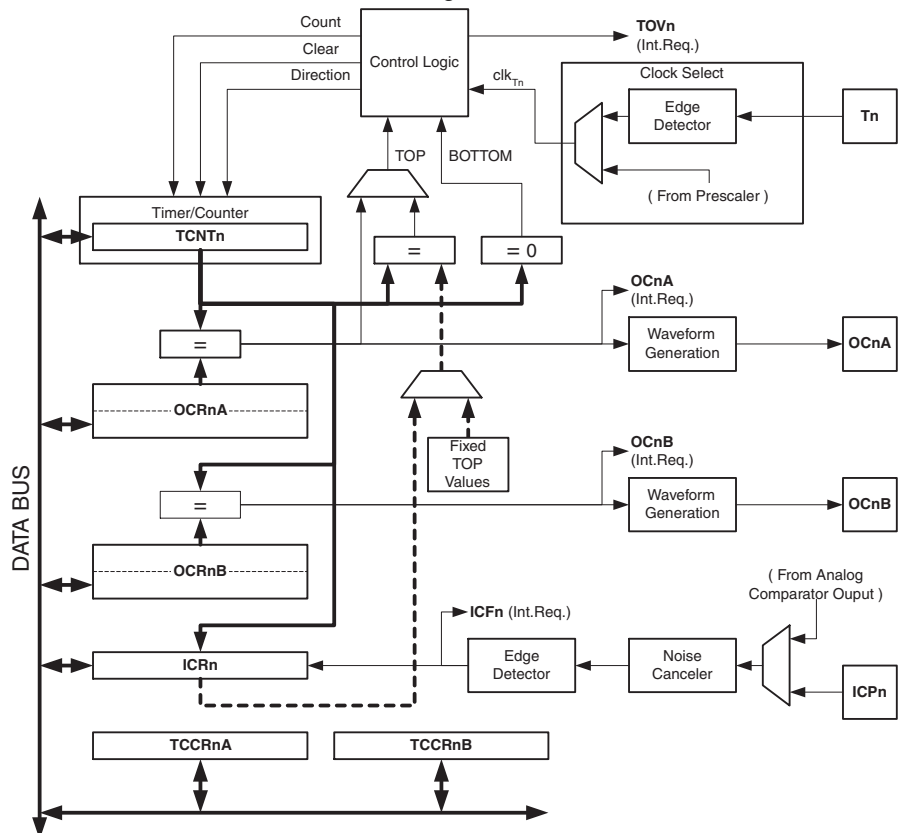 Count
Clear
Direction
Control Logic
TOVn
(Int.Req.)
clkTn
Clock Select
Edge
Detector
Tn
( From Prescaler )
TOP
BOTTOM
Timer/Counter
TCNTn
=
= 0
=
OCnA
(Int.Req.)
Waveform
Generation
OCnA
OCRnA
Fixed
TOP
Values
OCnB
(Int.Req.)
=
Waveform
Generation
OCnB
OCRnB
DATA BUS
( From Analog
Comparator Ouput )
ICFn (Int.Req.)
ICRn
Edge
Detector
Noise
Canceler
ICPn
TCCRnA
TCCRnB